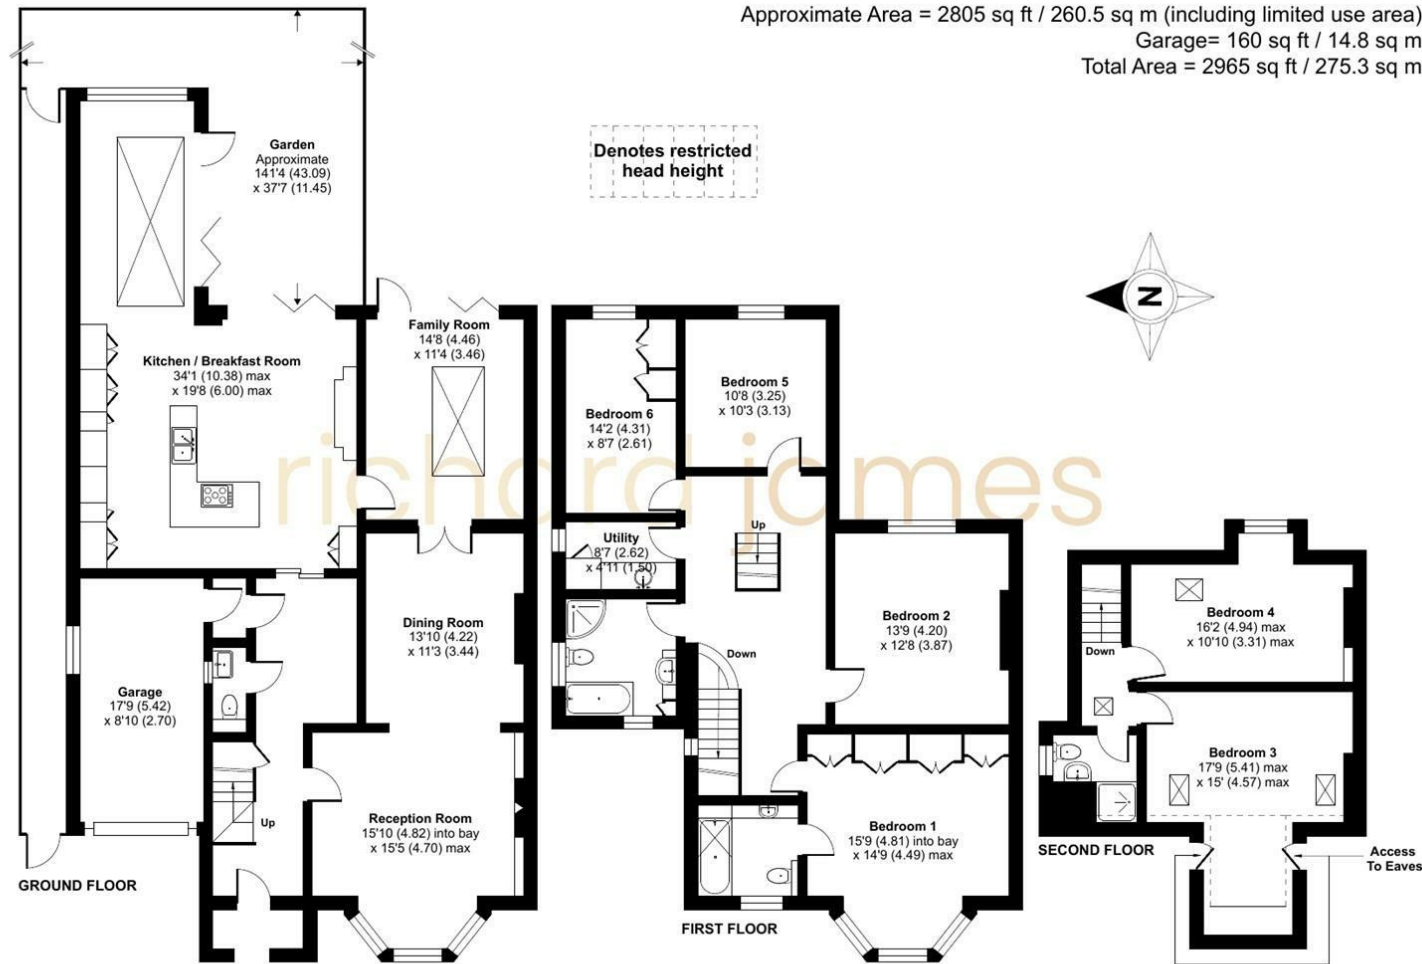 Approximate Area = 2805 sq ft / 260.5 sq m (including limited use area)
Garage= 160 sq ft / 14.8 sq m
Total Area = 2965 sq ft / 275.3 sq m
Denotes restricted
head height
N
Garden
Approximate
141'4 (43.09)
x 37'7 (11.45)
Kitchen / Breakfast Room
34'1 (10.38) max
x 19'8 (6.00) max
Family Room
14'8 (4.46)
x 11'4 (3.46)
Dining Room
13'10 (4.22)
x 11'3 (3.44)
Garage
17'9 (5.42)
x 8'10 (2.70)
Up
Reception Room
15'10 (4.82) into bay
x 15'5 (4.70) max
GROUND FLOOR
Bedroom 6
14'2 (4.31)
x 8'7 (2.61)
Bedroom 5
10'8 (3.25)
x 10'3 (3.13)
Utility
8'7 (2.62)
x 4'11 (1.50)
Up
Down
Bedroom 2
13'9 (4.20)
x 12'8 (3.87)
Bedroom 1
15'9 (4.81) into bay
x 14'9 (4.49) max
FIRST FLOOR
Down
Bedroom 4
16'2 (4.94) max
x 10'10 (3.31) max
Bedroom 3
17'9 (5.41) max
x 15' (4.57) max
SECOND FLOOR
Access
To Eaves
richard james